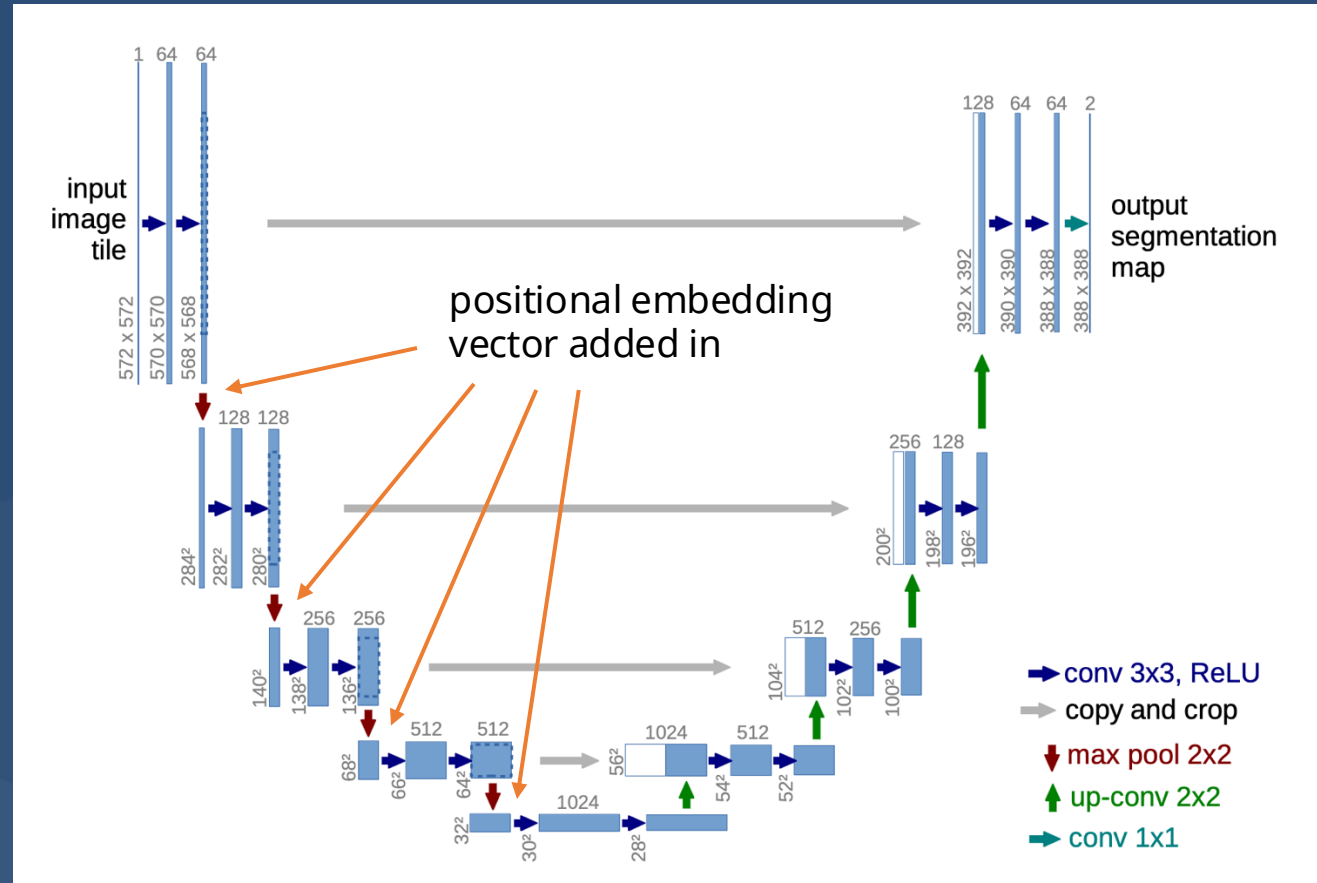 1 64 64
128 64 64 2
input
image
tile
output
segmentation
map
572 x 572
570 x 570
568 x 568
392 x 392
390 x 390
388 x 388
388 x 388
positional embedding
vector added in
128 128
256 128
284²
282²
280²
200²
198²
196²
256 256
512 256
140²
138²
136²
104²
102²
100²
512 512
1024 512
68²
66²
64²
56²
54²
52²
1024
32²
30²
28²
conv 3x3, ReLU
copy and crop
max pool 2x2
up-conv 2x2
conv 1x1